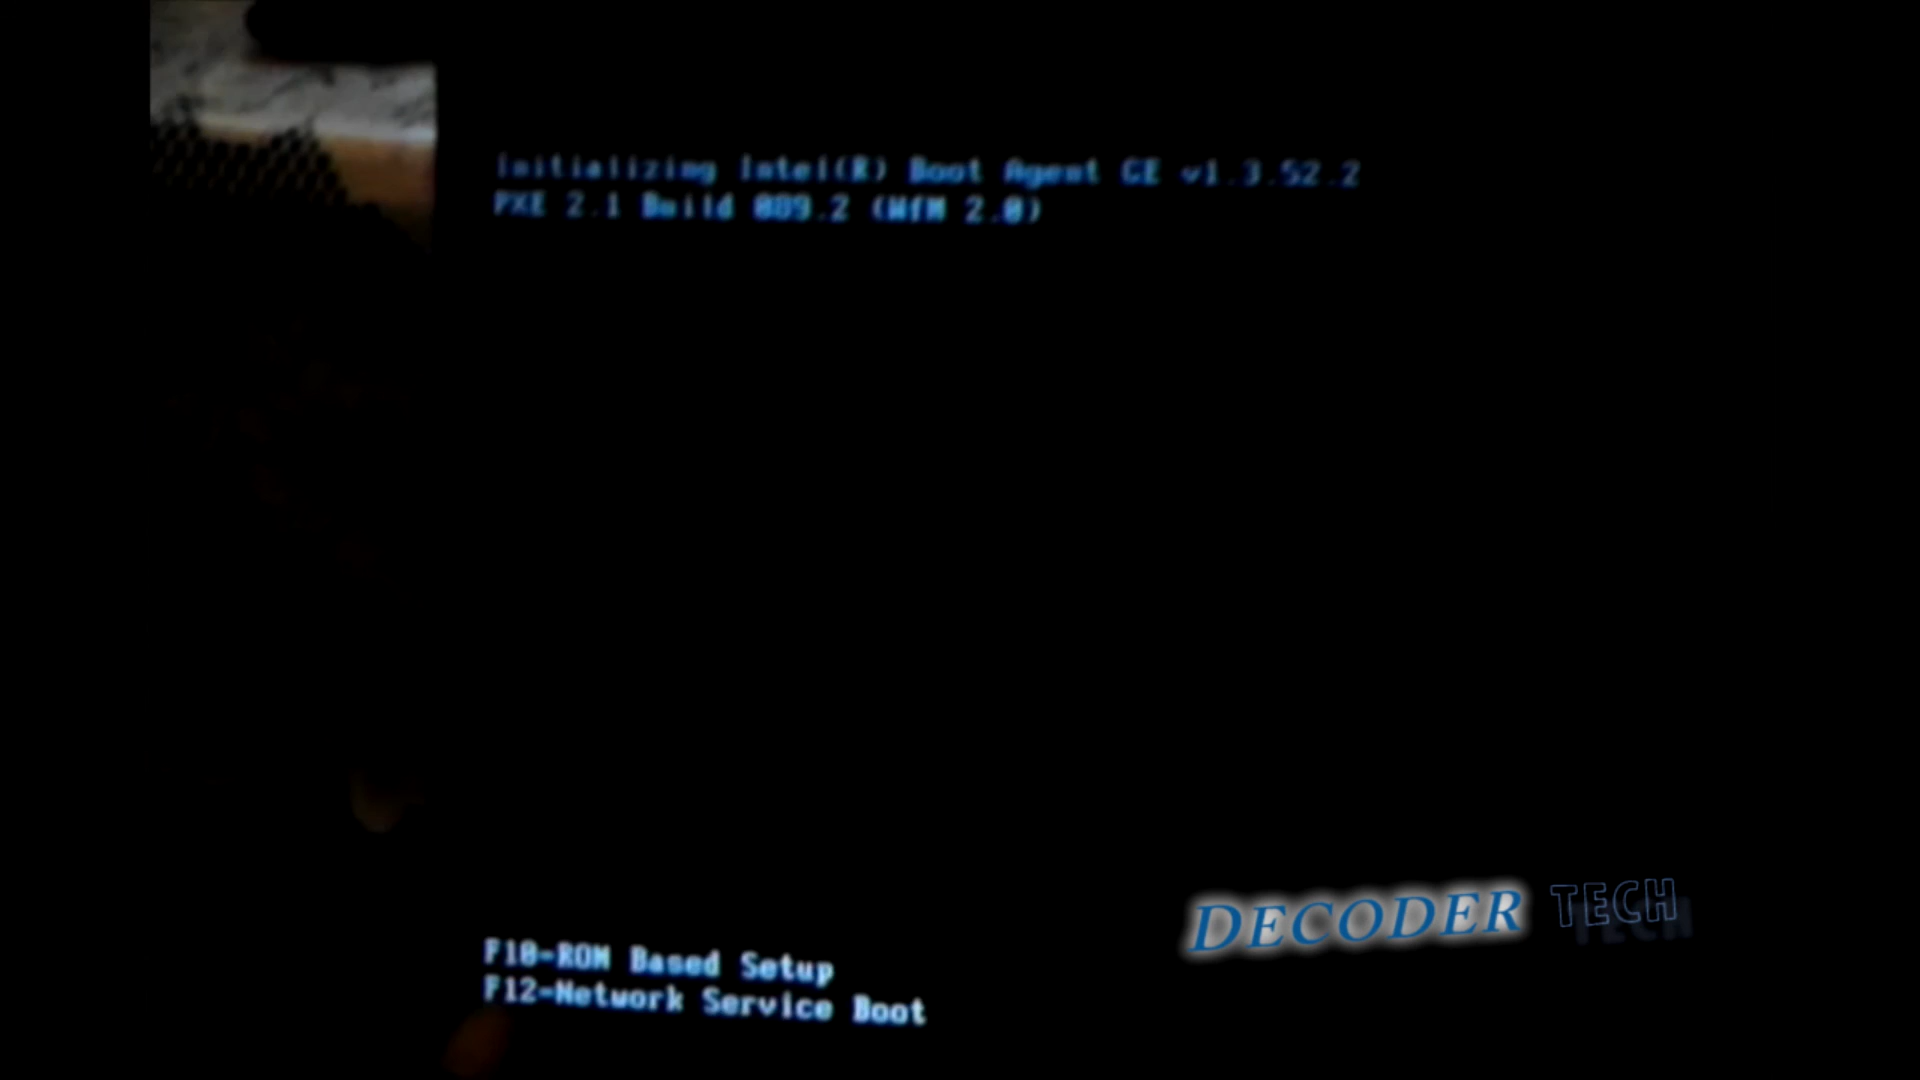 Initializing Intel(R) Boot Agent GE v1.3.52.2
PXE 2.1 Build 089.2 (WfM 2.0)
DECODER TECH
F10-ROM Based Setup
F12-Network Service Boot